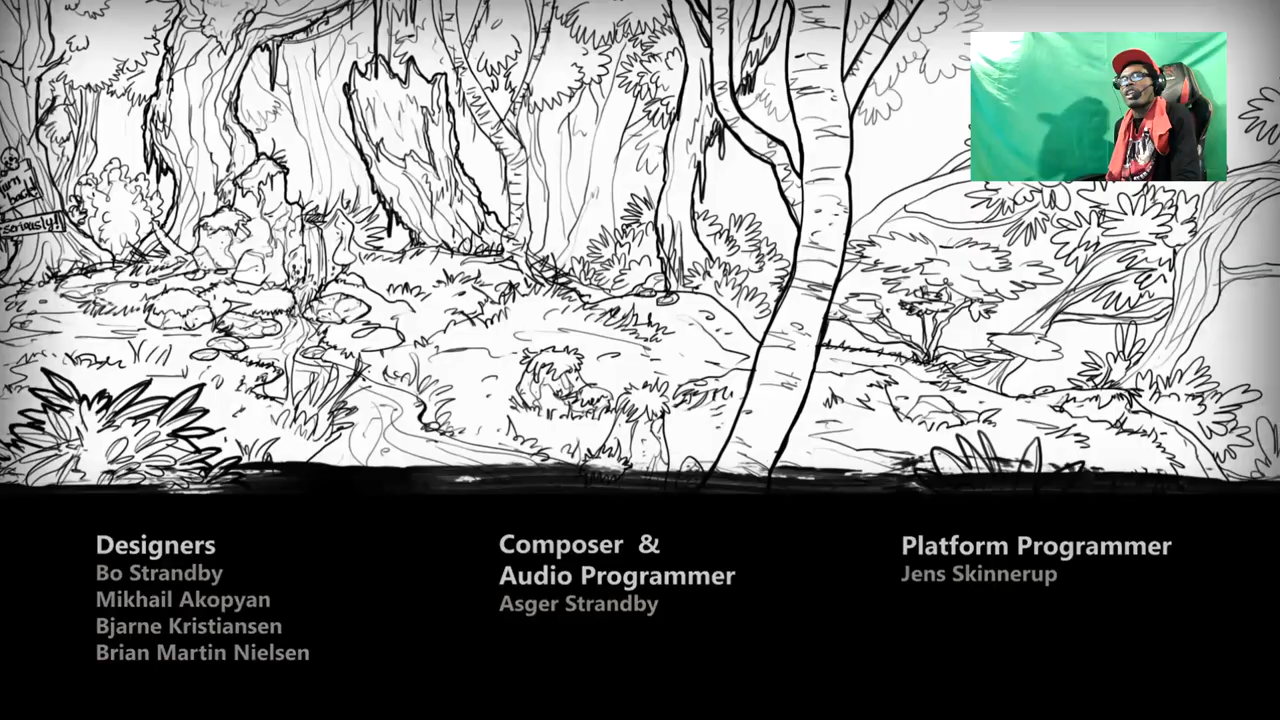 turn
back!
seriously!!
Designers
Bo Strandby
Mikhail Akopyan
Bjarne Kristiansen
Brian Martin Nielsen
Composer &
Audio Programmer
Asger Strandby
Platform Programmer
Jens Skinnerup